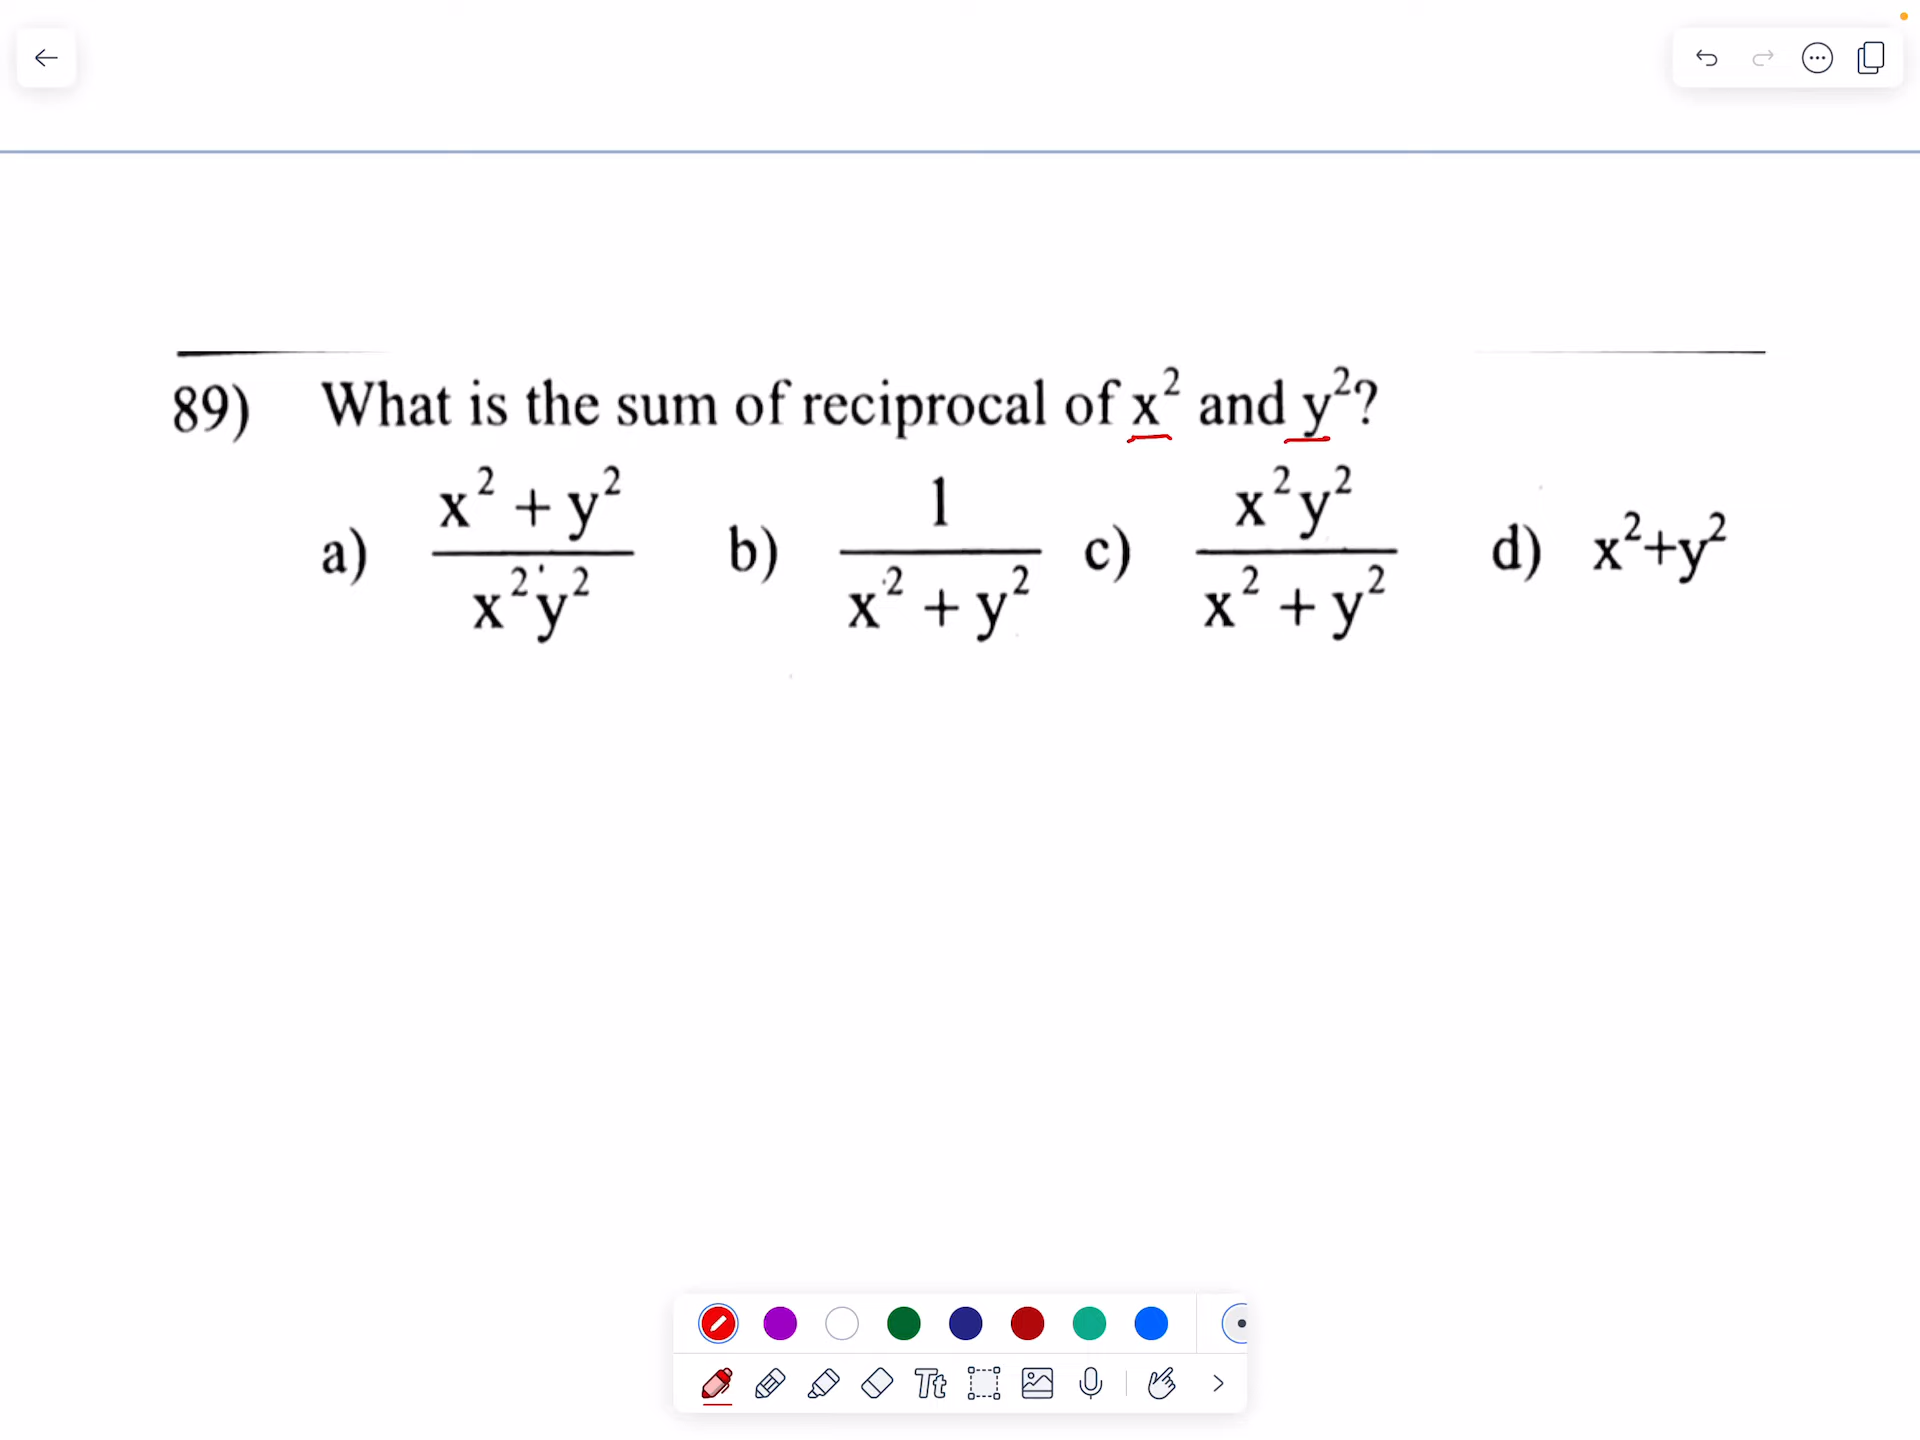 89) What is the sum of reciprocal of x² and y²?
a) x² + y² / x²y² b) 1 / x² + y² c) x²y² / x² + y² d) x²+y²
Tt